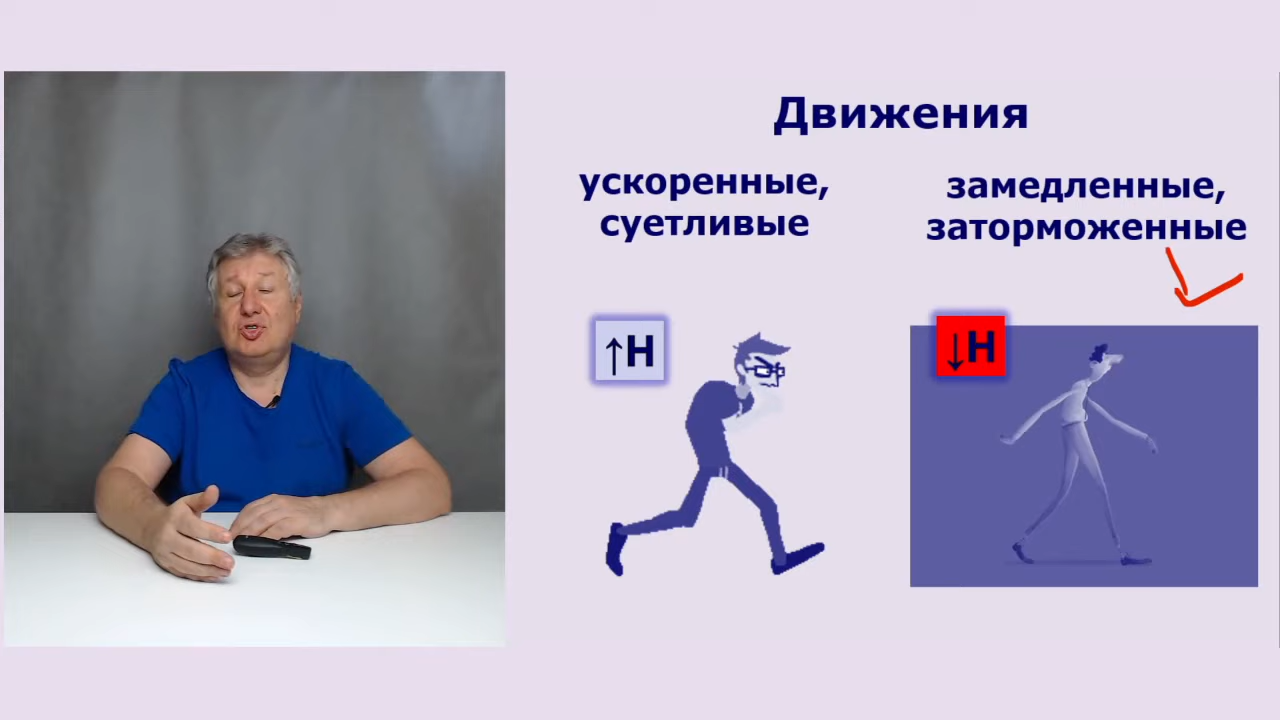 Движения
ускоренные,
суетливые
замедленные,
заторможенные
↑Н
↓Н